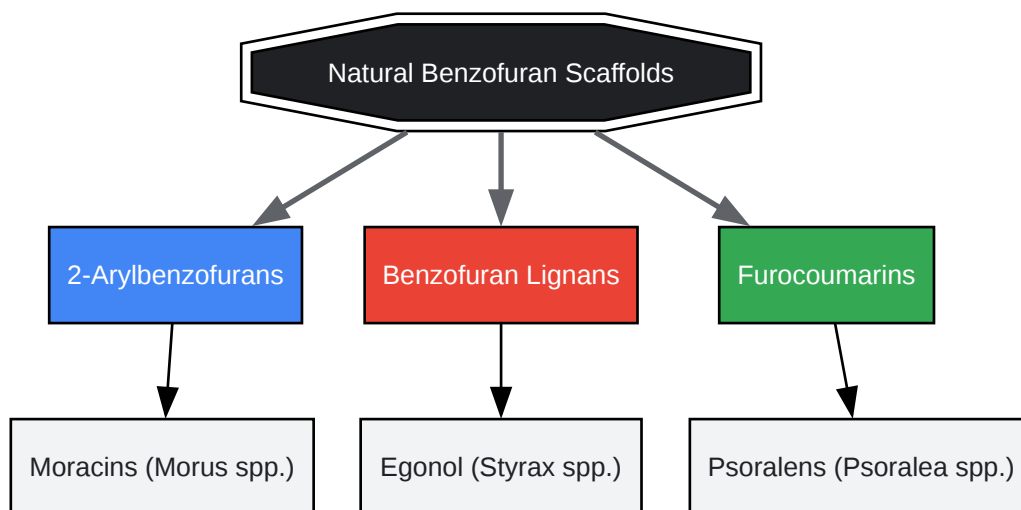 Natural Benzofuran Scaffolds
2-Arylbenzofurans
Benzofuran Lignans
Furocoumarins
Moracins (Morus spp.)
Egonol (Styrax spp.)
Psoralens (Psoralea spp.)